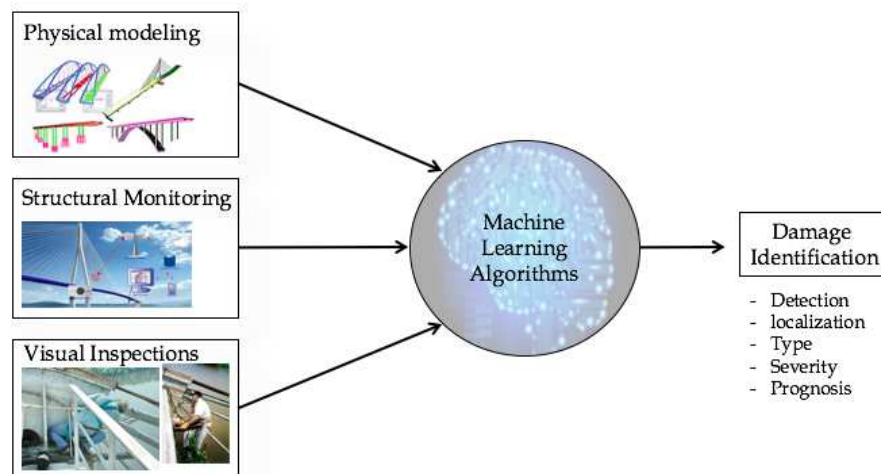 Physical modeling
Structural Monitoring
Visual Inspections
Machine
Learning
Algorithms
Damage
Identification
- Detection
- localization
- Type
- Severity
- Prognosis